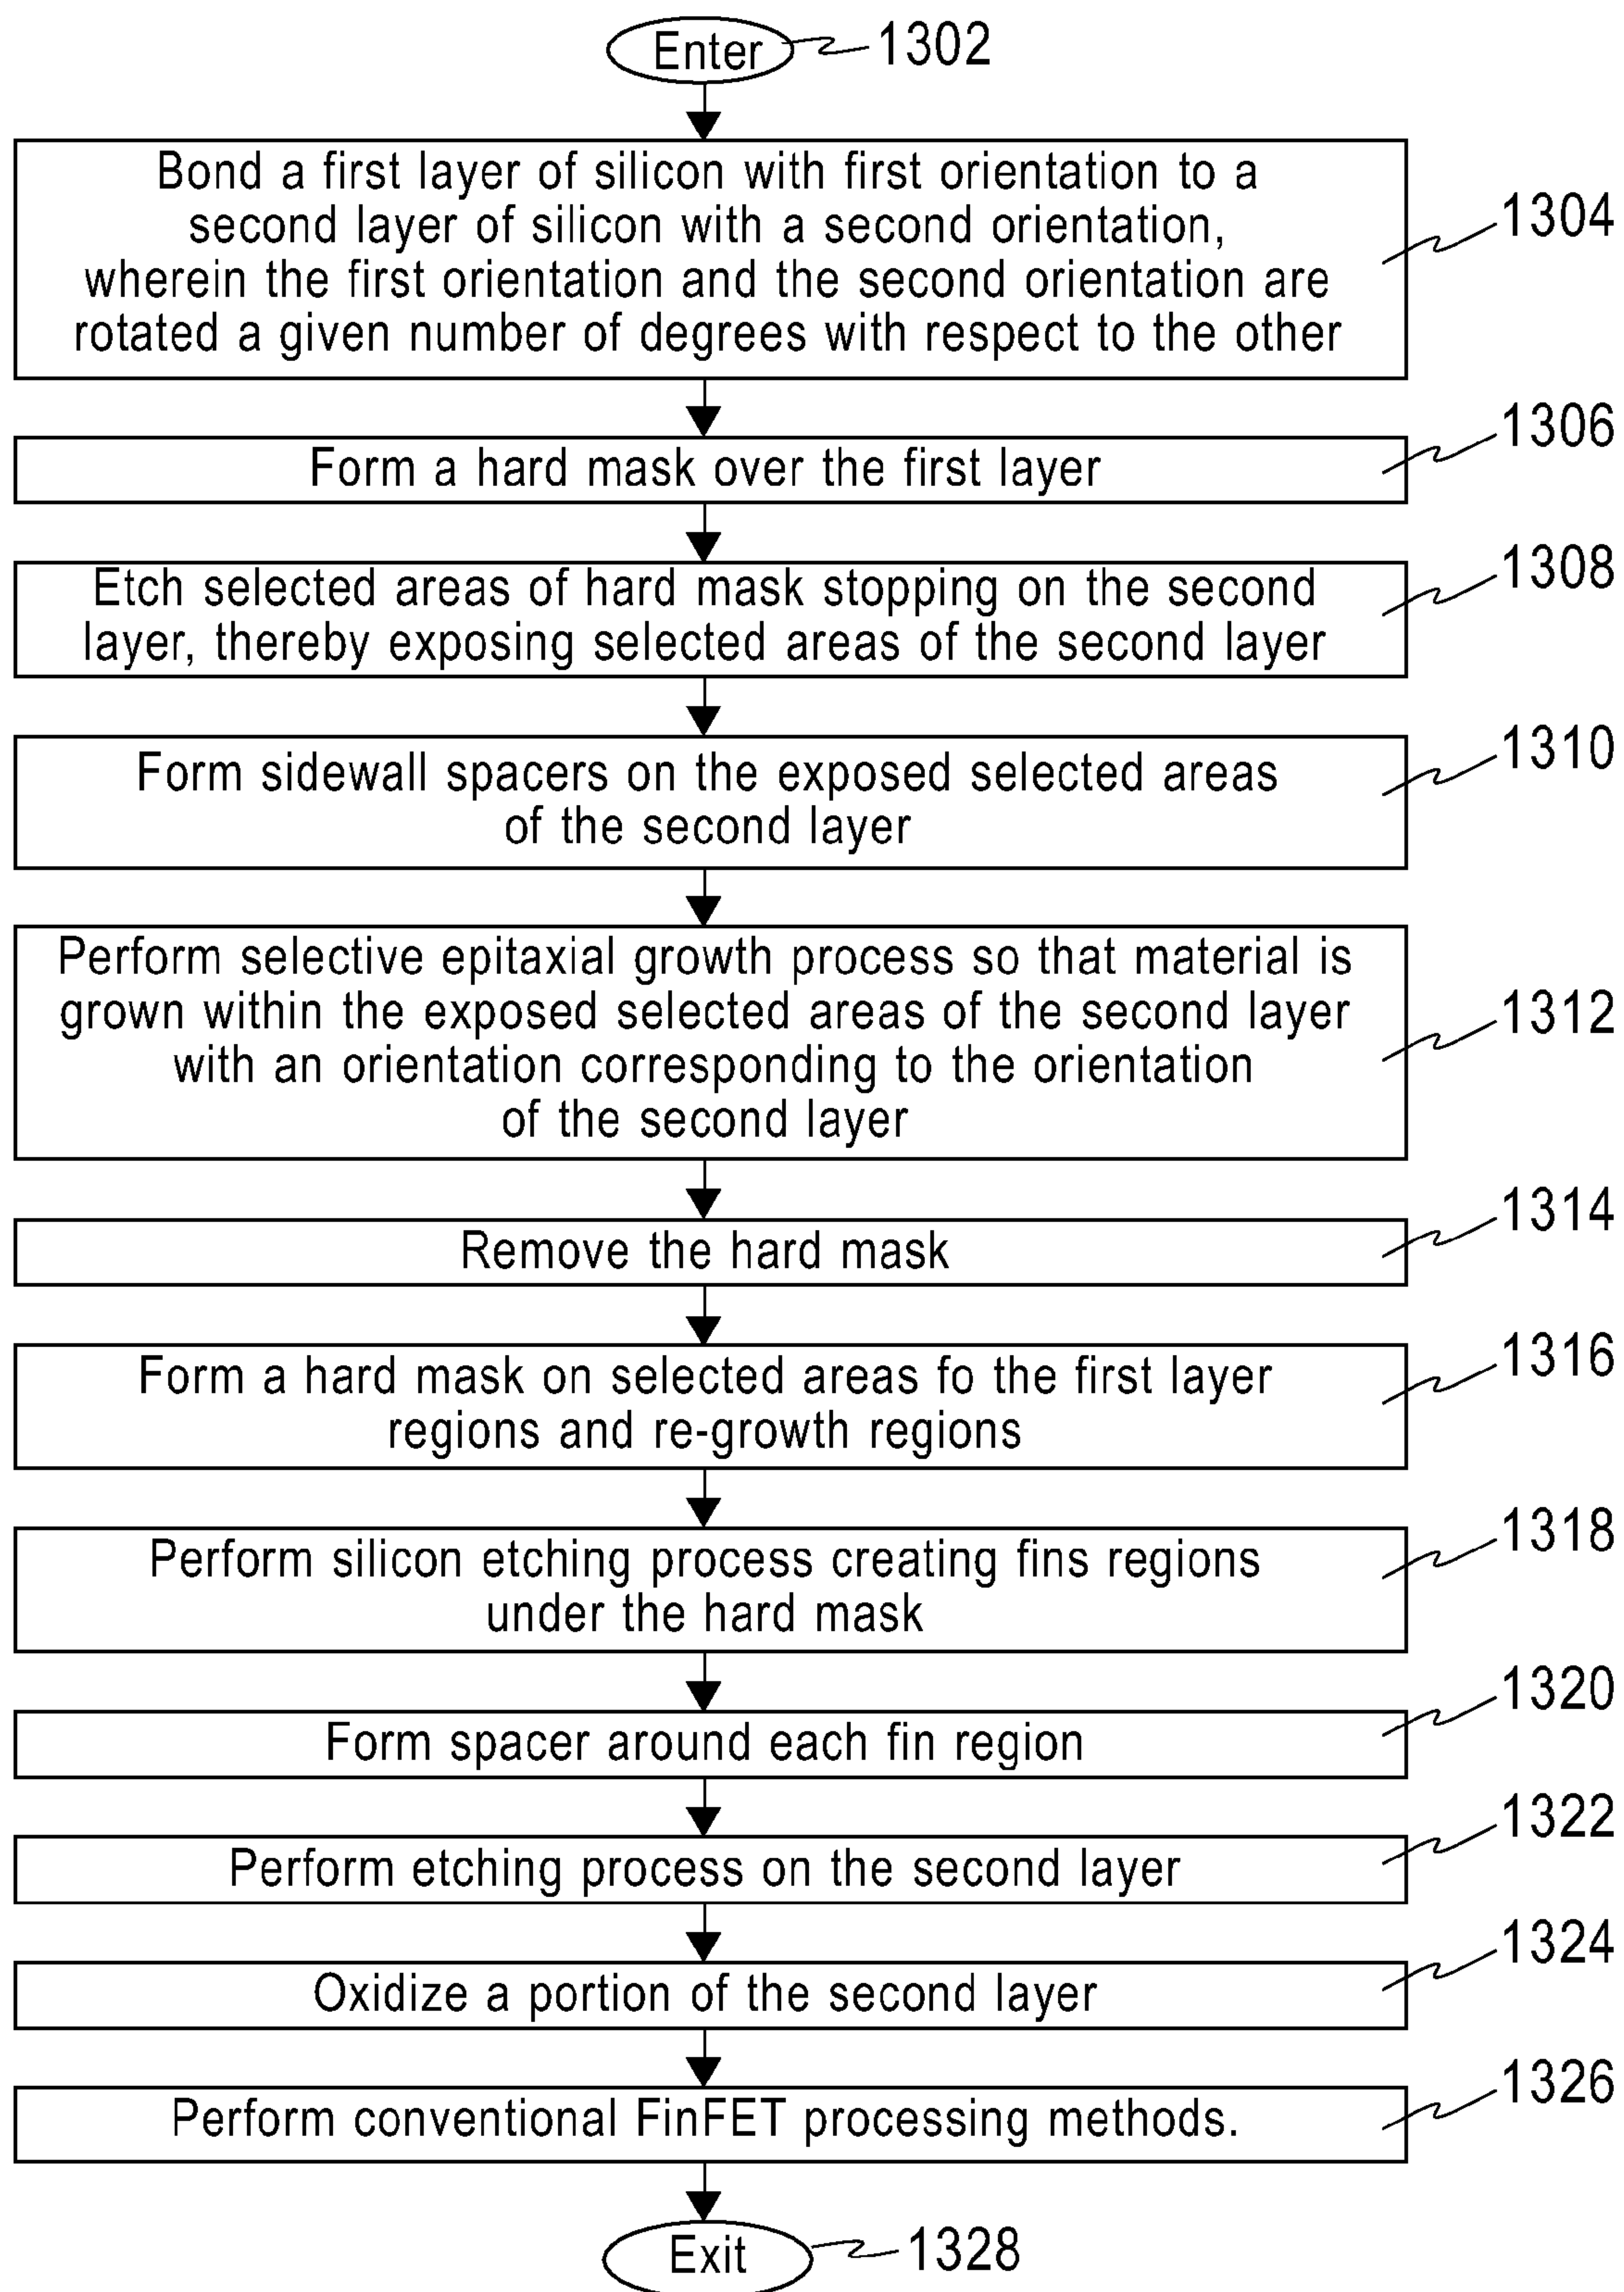 Enter
1302
Bond a first layer of silicon with first orientation to a
second layer of silicon with a second orientation,
wherein the first orientation and the second orientation are
rotated a given number of degrees with respect to the other
1304
Form a hard mask over the first layer
1306
Etch selected areas of hard mask stopping on the second
layer, thereby exposing selected areas of the second layer
1308
Form sidewall spacers on the exposed selected areas
of the second layer
1310
Perform selective epitaxial growth process so that material is
grown within the exposed selected areas of the second layer
with an orientation corresponding to the orientation
of the second layer
1312
Remove the hard mask
1314
Form a hard mask on selected areas fo the first layer
regions and re-growth regions
1316
Perform silicon etching process creating fins regions
under the hard mask
1318
Form spacer around each fin region
1320
Perform etching process on the second layer
1322
Oxidize a portion of the second layer
1324
Perform conventional FinFET processing methods.
1326
Exit
1328